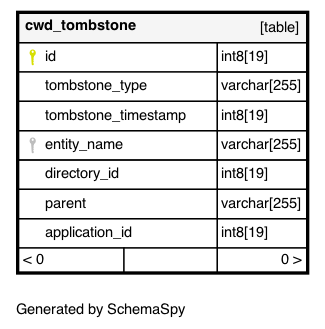 cwd_tombstone [table]
id int8[19]
tombstone_type varchar[255]
tombstone_timestamp int8[19]
entity_name varchar[255]
directory_id int8[19]
parent varchar[255]
application_id int8[19]
< 0 0 >
Generated by SchemaSpy